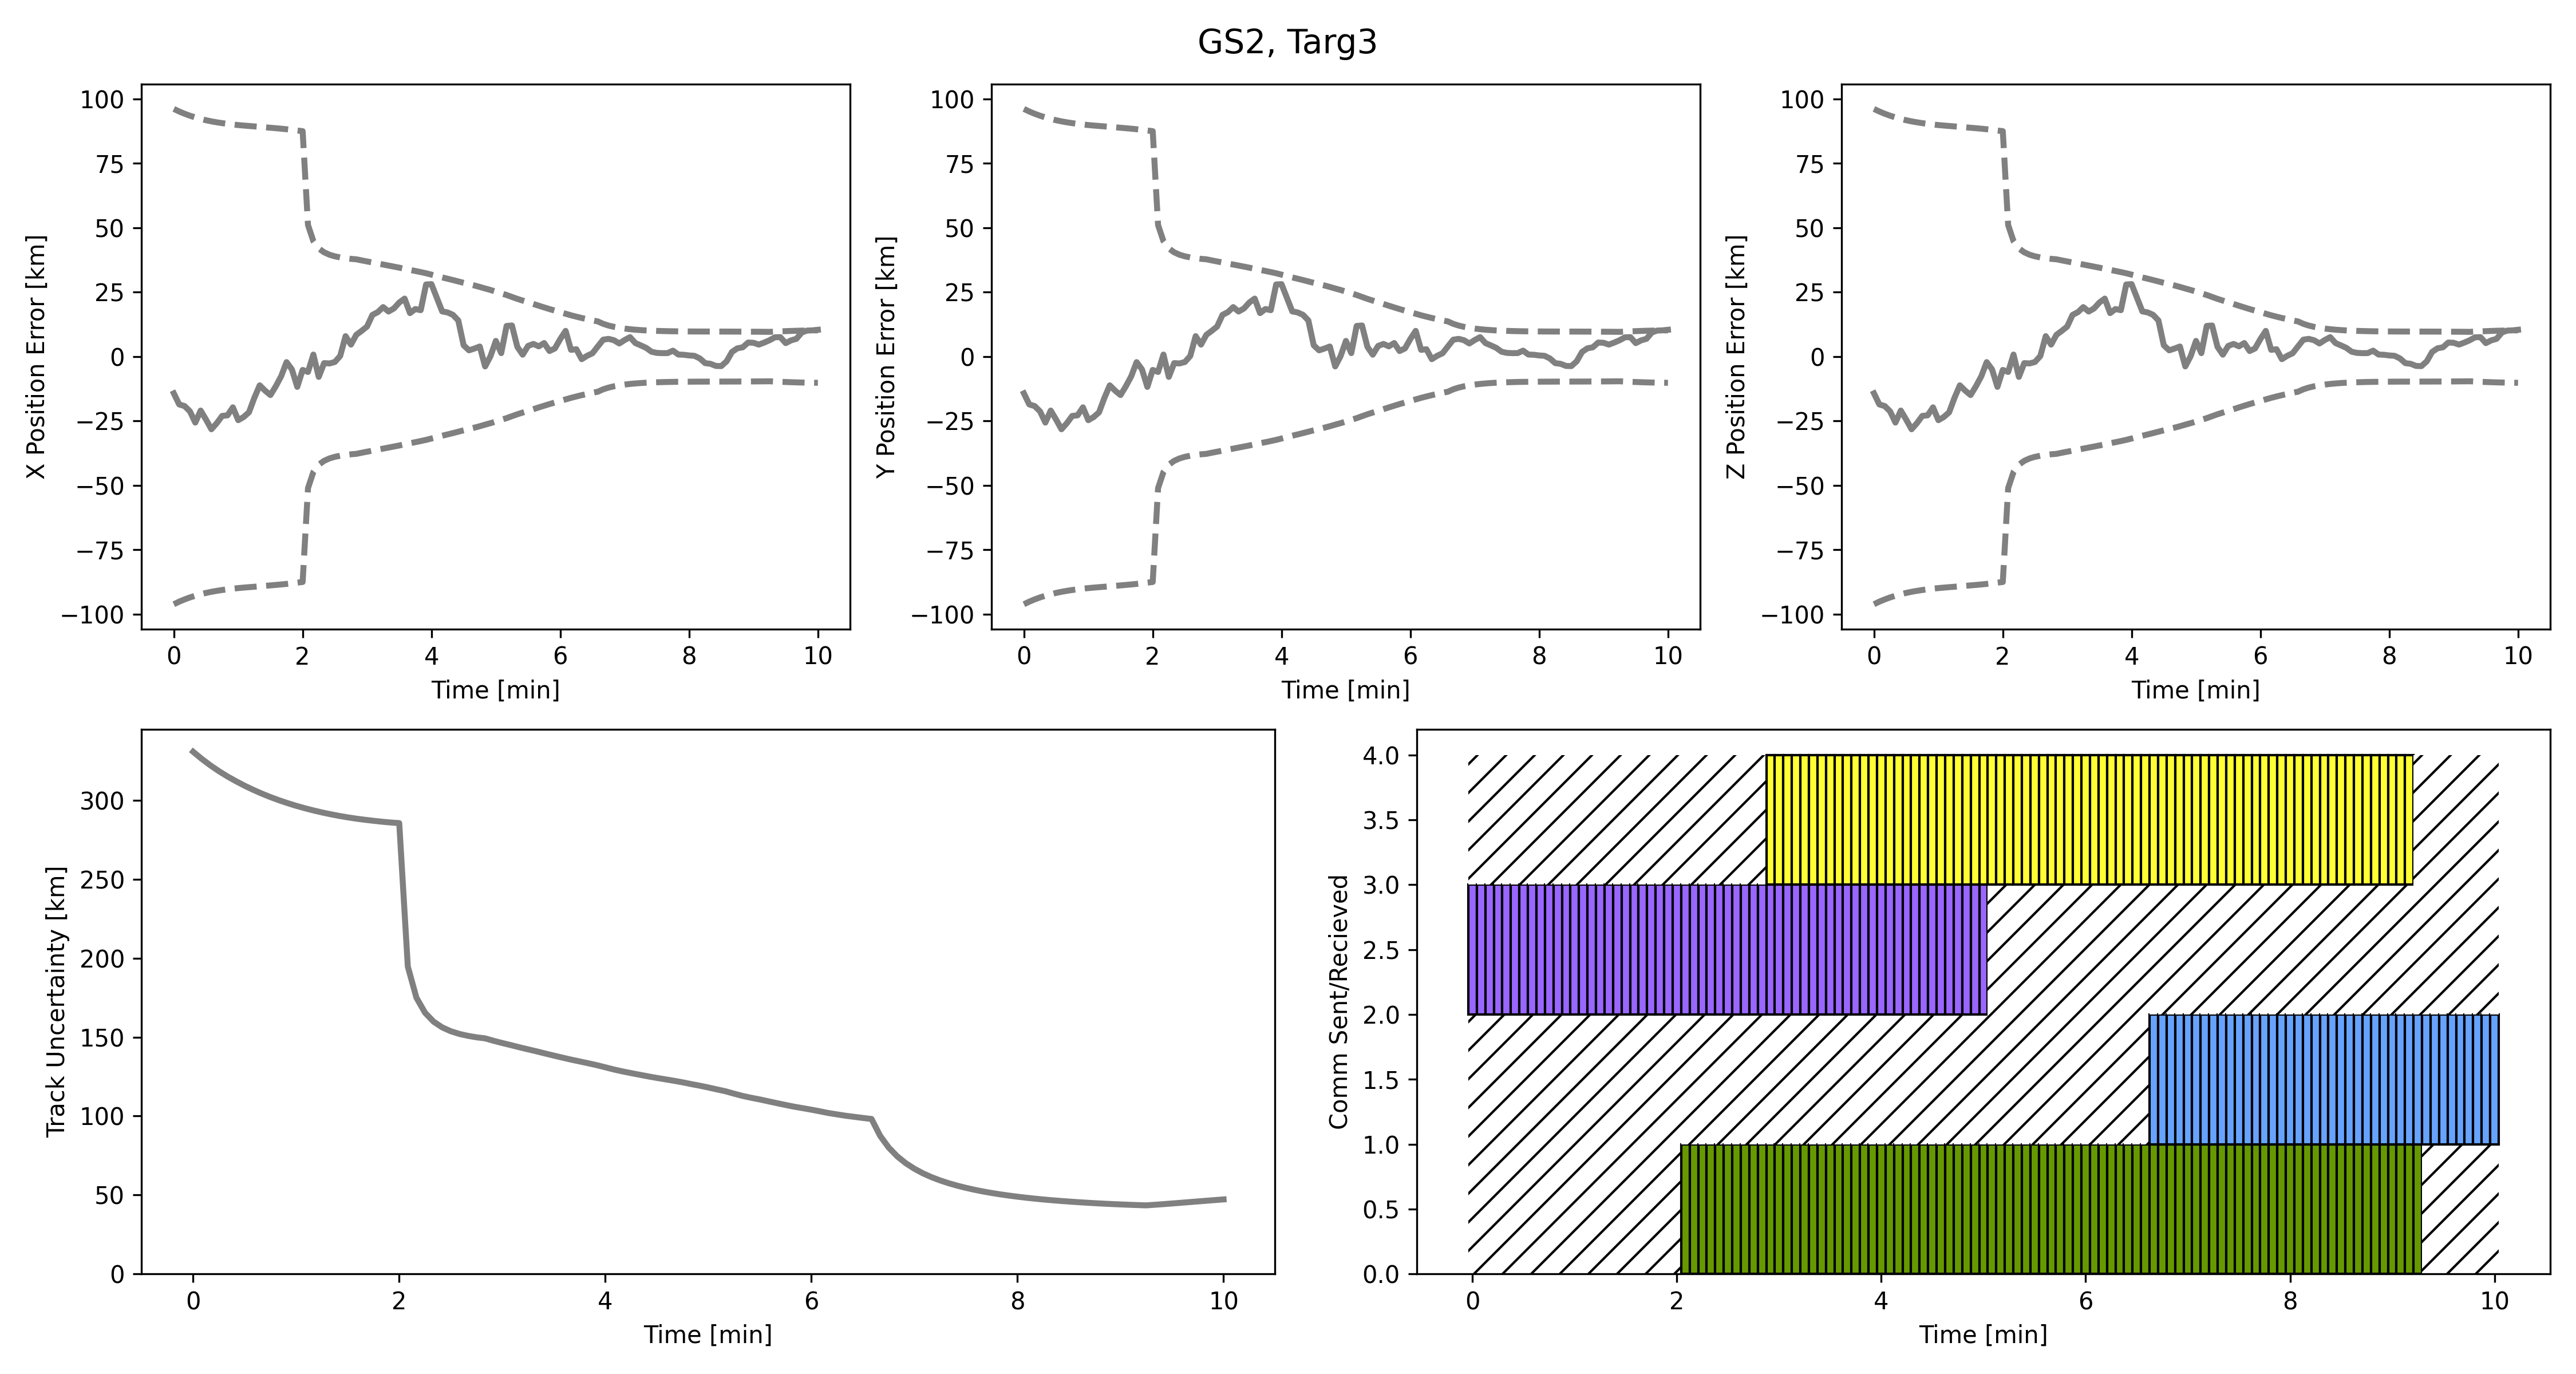 GS2, Targ3
X Position Error [km]
100
75
50
25
0
−25
−50
−75
−100
0 2 4 6 8 10
Time [min]
Y Position Error [km]
100
75
50
25
0
−25
−50
−75
−100
0 2 4 6 8 10
Time [min]
Z Position Error [km]
100
75
50
25
0
−25
−50
−75
−100
0 2 4 6 8 10
Time [min]
Track Uncertainty [km]
300
250
200
150
100
50
0
0 2 4 6 8 10
Time [min]
Comm Sent/Recieved
4.0
3.5
3.0
2.5
2.0
1.5
1.0
0.5
0.0
0 2 4 6 8 10
Time [min]